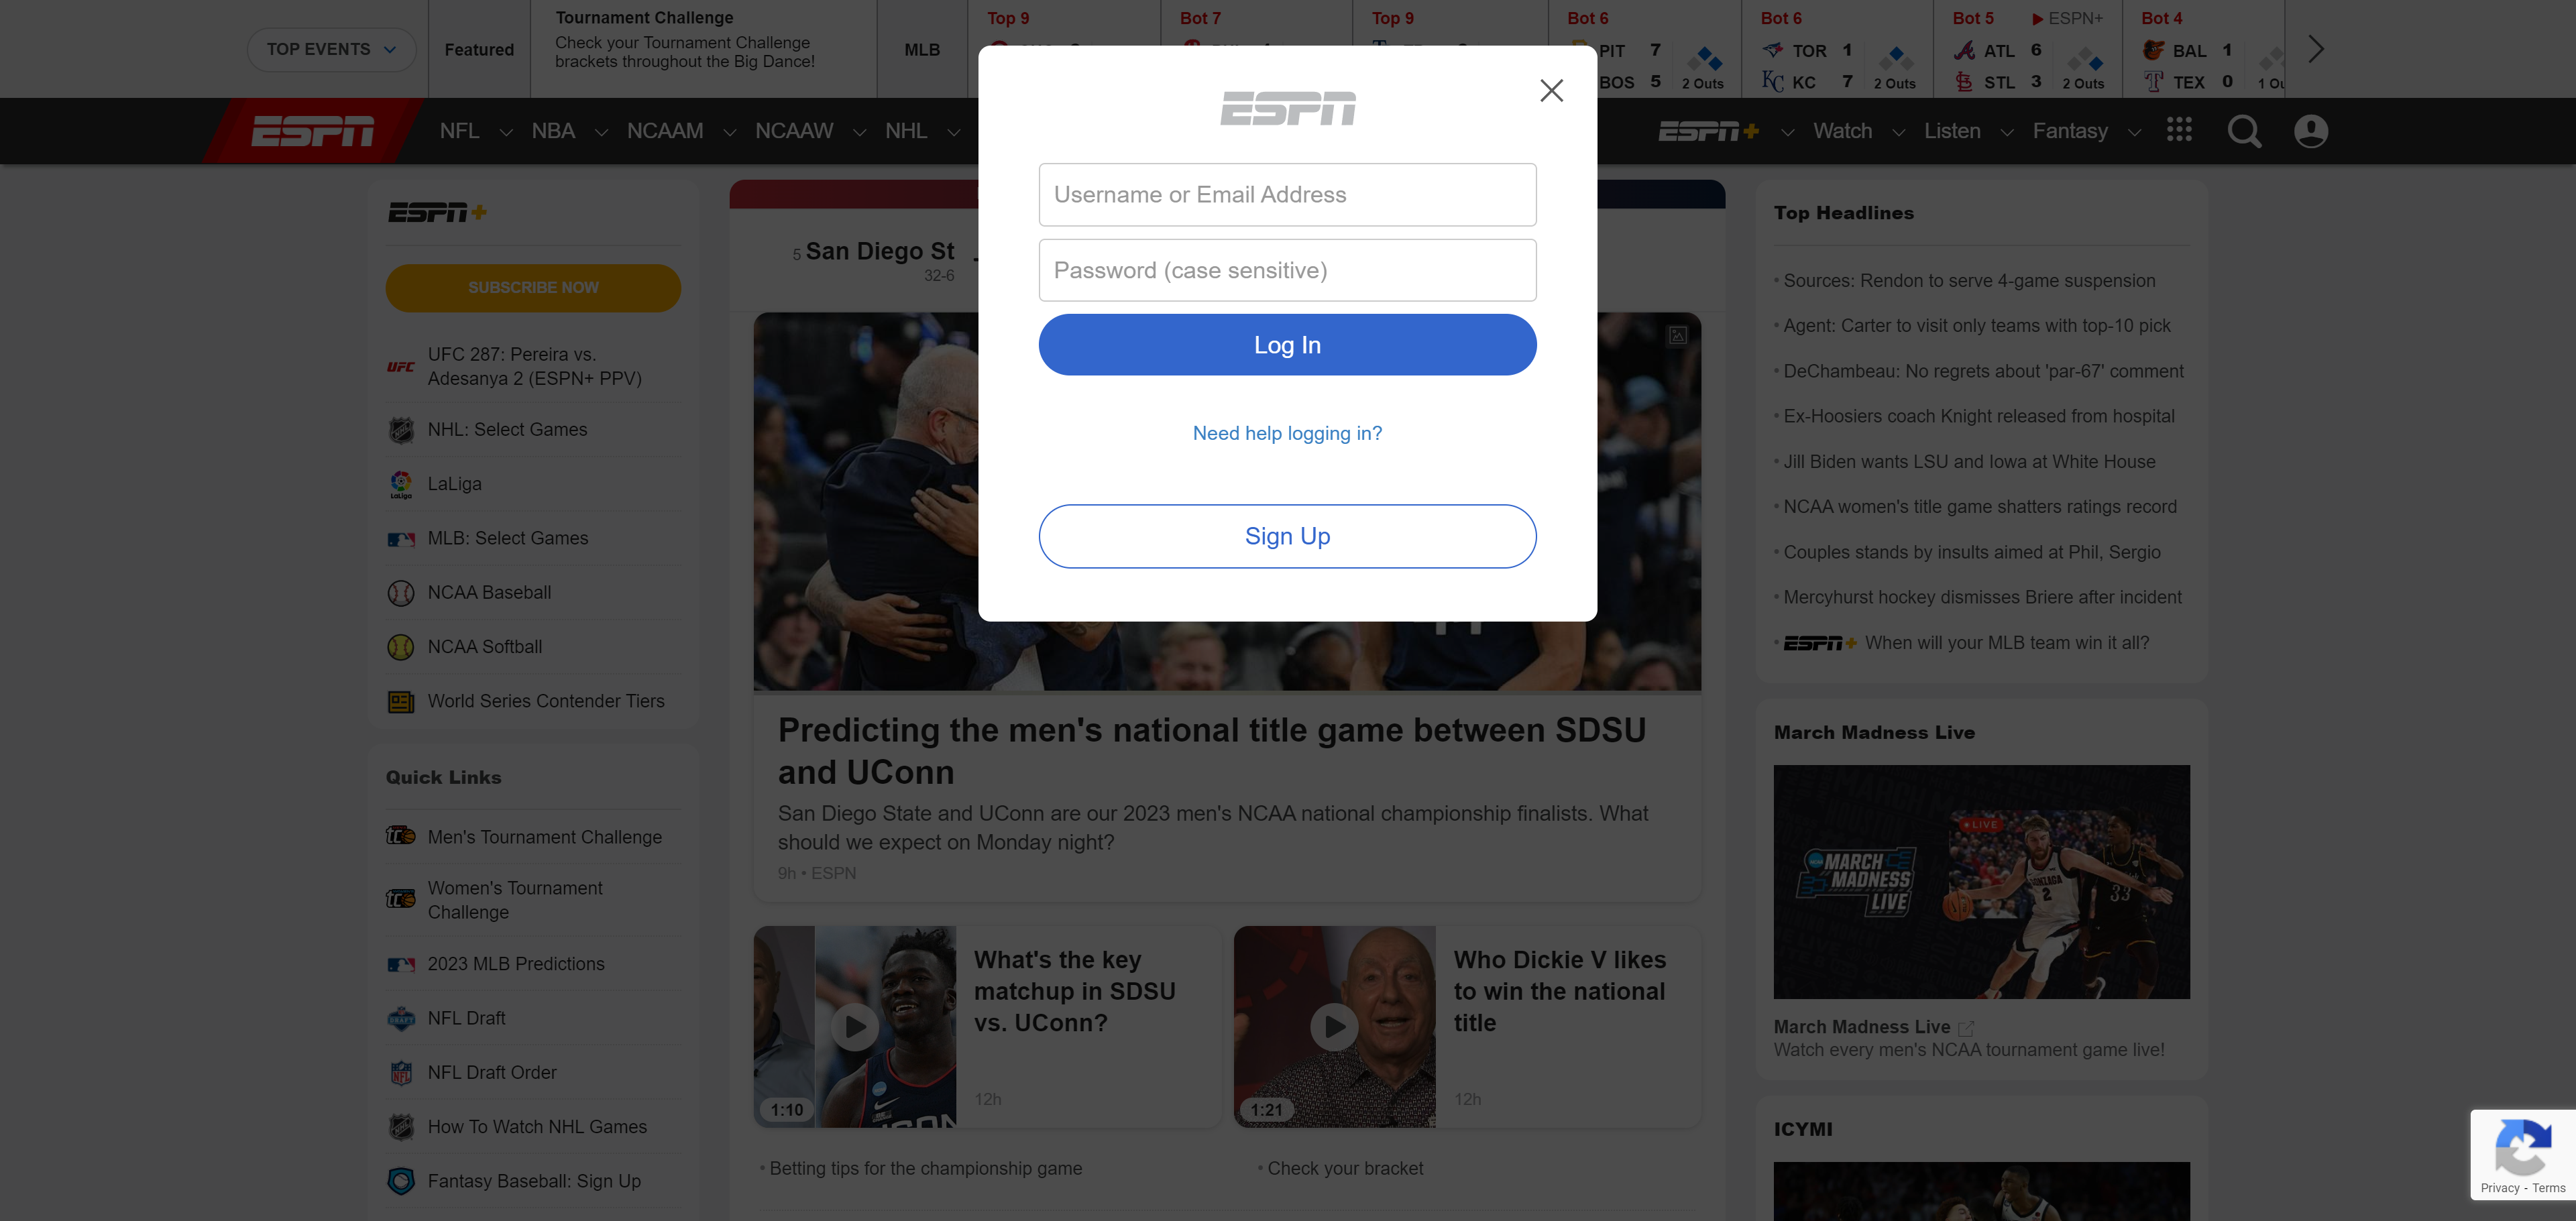 TOP EVENTS
Featured
Tournament Challenge
Check your Tournament Challenge
brackets throughout the Big Dance!
MLB
Top 9
Bot 7
Top 9
Bot 6
PIT 7
BOS 5
2 Outs
Bot 6
TOR 1
KC 7
2 Outs
Bot 5
ESPN+
ATL 6
STL 3
2 Outs
Bot 4
BAL 1
TEX 0
ESPN
NFL
NBA
NCAAM
NCAAW
NHL
ESPN+
Watch
Listen
Fantasy
ESPN
Username or Email Address
Password (case sensitive)
Log In
Need help logging in?
Sign Up
ESPN+
SUBSCRIBE NOW
UFC
UFC 287: Pereira vs.
Adesanya 2 (ESPN+ PPV)
NHL: Select Games
LaLiga
LaLiga
MLB: Select Games
NCAA Baseball
NCAA Softball
World Series Contender Tiers
Quick Links
Men's Tournament Challenge
Women's Tournament
Challenge
2023 MLB Predictions
NFL Draft
NFL Draft Order
How To Watch NHL Games
Fantasy Baseball: Sign Up
5 San Diego St
32-6
Predicting the men's national title game between SDSU
and UConn
San Diego State and UConn are our 2023 men's NCAA national championship finalists. What
should we expect on Monday night?
9h • ESPN
What's the key
matchup in SDSU
vs. UConn?
12h
1:10
Who Dickie V likes
to win the national
title
12h
1:21
• Betting tips for the championship game
• Check your bracket
Top Headlines
• Sources: Rendon to serve 4-game suspension
• Agent: Carter to visit only teams with top-10 pick
• DeChambeau: No regrets about 'par-67' comment
• Ex-Hoosiers coach Knight released from hospital
• Jill Biden wants LSU and Iowa at White House
• NCAA women's title game shatters ratings record
• Couples stands by insults aimed at Phil, Sergio
• Mercyhurst hockey dismisses Briere after incident
• ESPN+ When will your MLB team win it all?
March Madness Live
LIVE
MARCH
MADNESS
LIVE
GONZAGA
2
33
March Madness Live
Watch every men's NCAA tournament game live!
ICYMI
Privacy - Terms